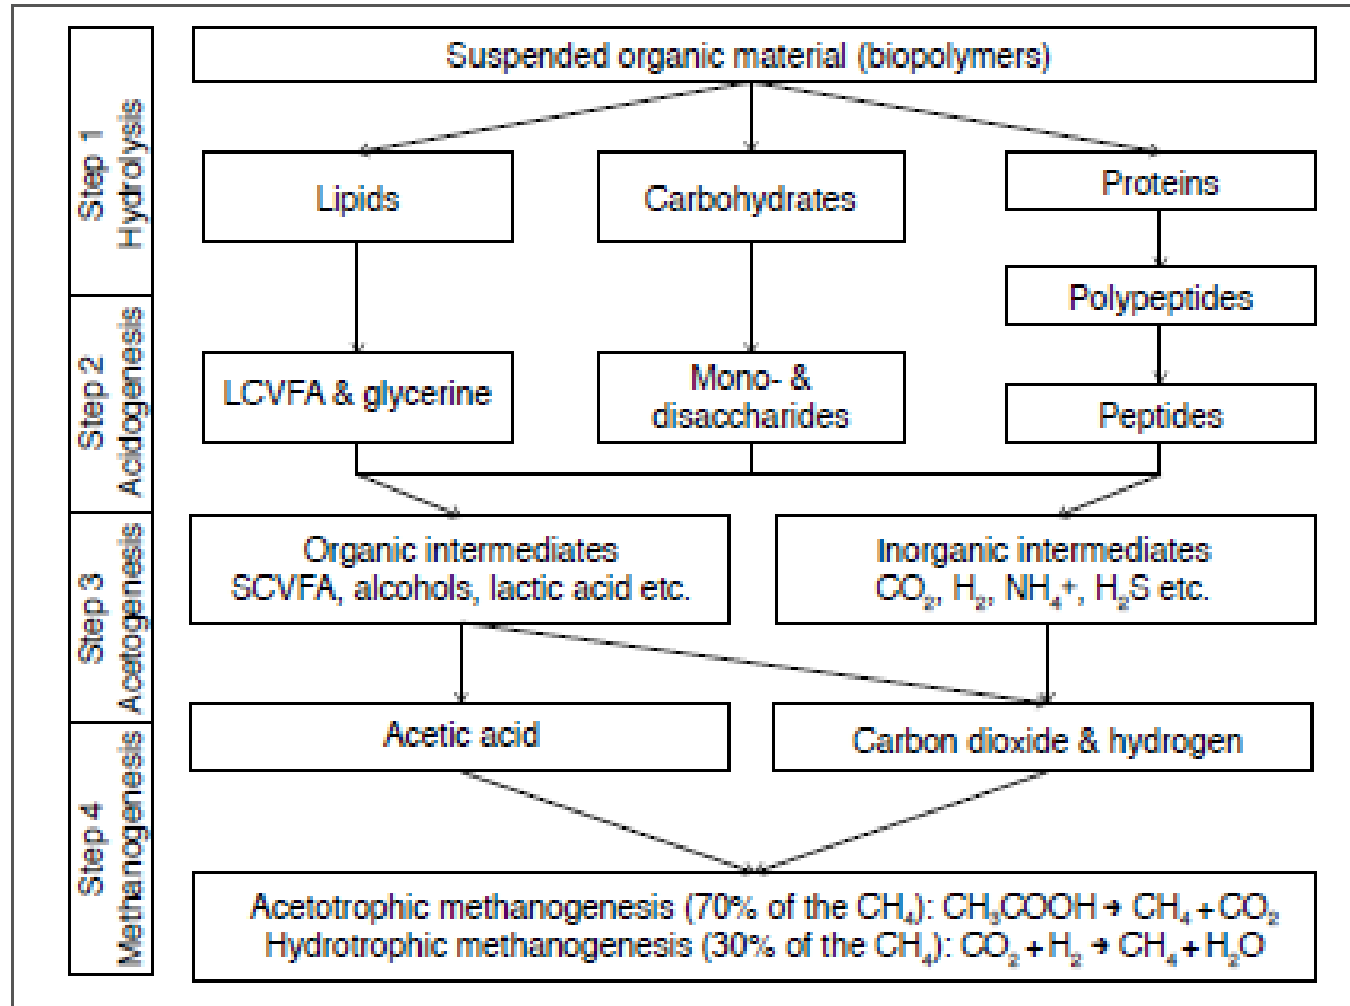 Suspended organic material (biopolymers)
Step 1
Hydrolysis
Lipids
Carbohydrates
Proteins
Polypeptides
Step 2
Acidogenesis
LCVFA & glycerine
Mono- &
disaccharides
Peptides
Step 3
Acetogenesis
Organic intermediates
SCVFA, alcohols, lactic acid etc.
Inorganic intermediates
CO₂, H₂, NH₄+, H₂S etc.
Step 4
Methanogenesis
Acetic acid
Carbon dioxide & hydrogen
Acetotrophic methanogenesis (70% of the CH₄): CH₃COOH → CH₄ + CO₂
Hydrotrophic methanogenesis (30% of the CH₄): CO₂ + H₂ → CH₄ + H₂O